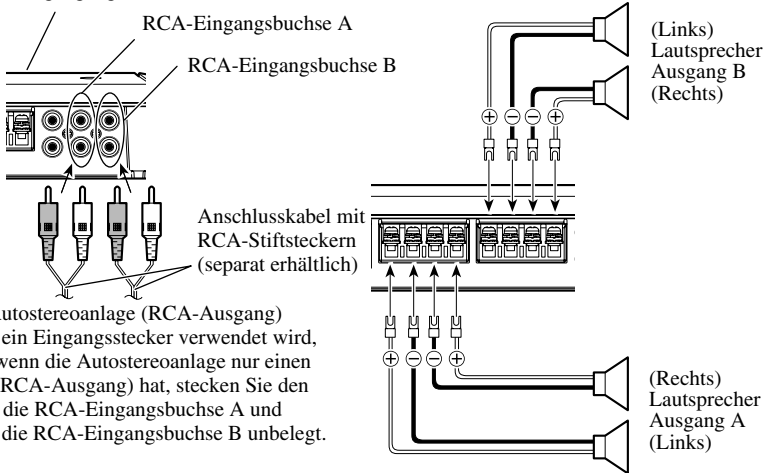 RCA-Eingangsbuchse A
RCA-Eingangsbuchse B
Anschlusskabel mit
RCA-Stiftsteckern
(separat erhältlich)
utostereoanlage (RCA-Ausgang)
ein Eingangsstecker verwendet wird,
wenn die Autostereoanlage nur einen
RCA-Ausgang) hat, stecken Sie den
die RCA-Eingangsbuchse A und
die RCA-Eingangsbuchse B unbelegt.
(Links)
Lautsprecher
Ausgang B
(Rechts)
+ − − +
+ − − +
(Rechts)
Lautsprecher
Ausgang A
(Links)